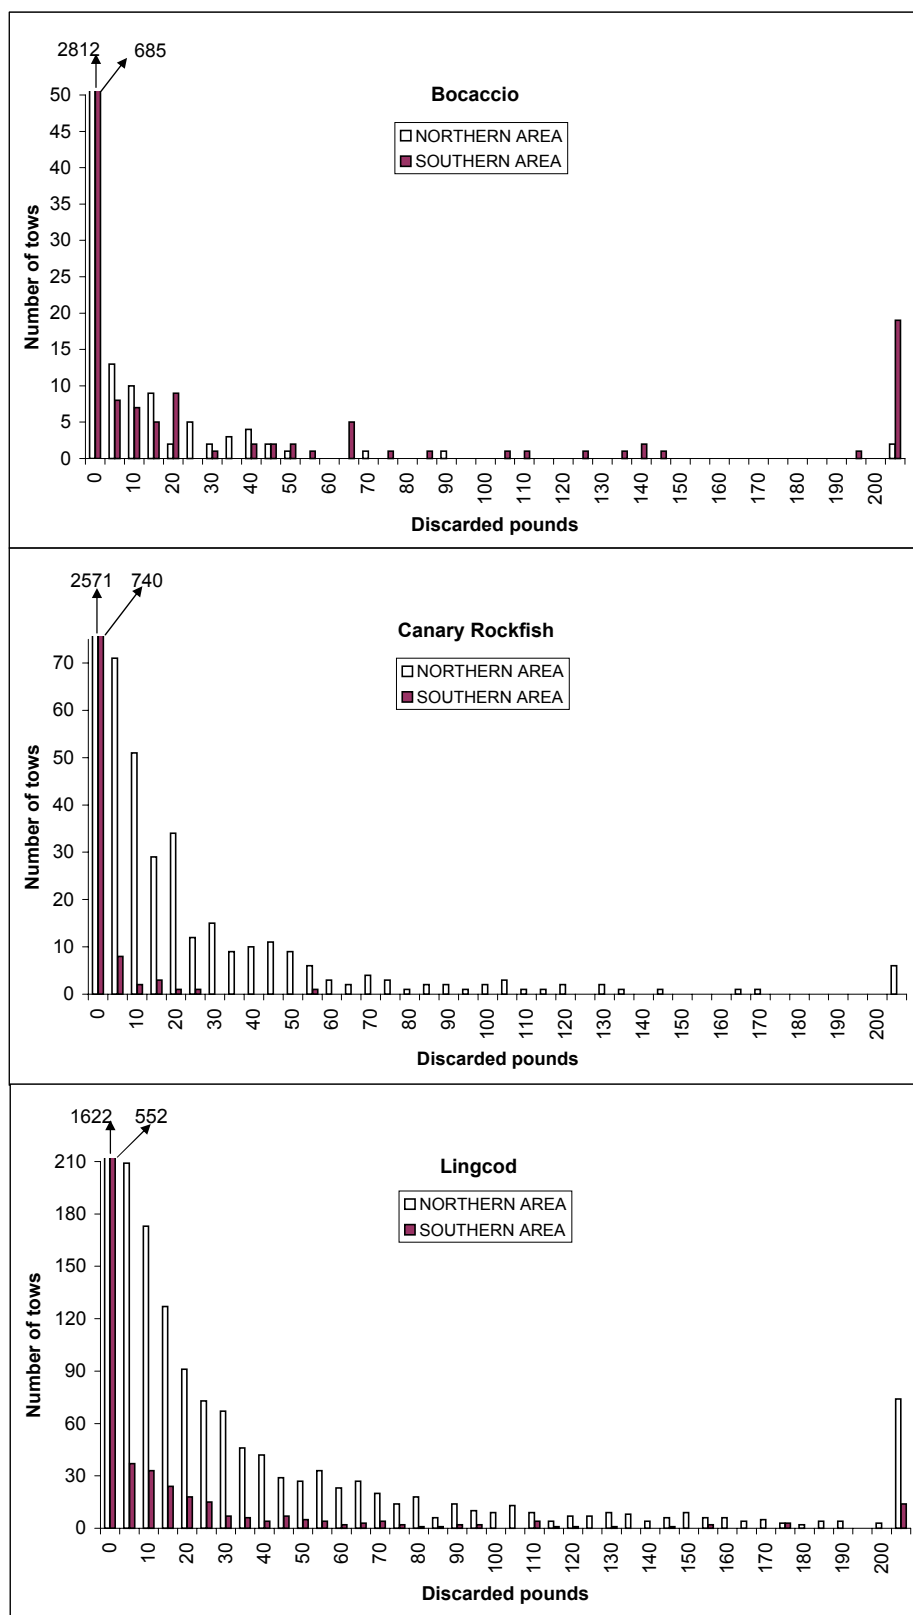 2812 685
Bocaccio
NORTHERN AREA
SOUTHERN AREA
Number of tows
50
45
40
35
30
25
20
15
10
5
0
0 10 20 30 40 50 60 70 80 90 100 110 120 130 140 150 160 170 180 190 200
Discarded pounds
2571 740
Canary Rockfish
NORTHERN AREA
SOUTHERN AREA
Number of tows
70
60
50
40
30
20
10
0
0 10 20 30 40 50 60 70 80 90 100 110 120 130 140 150 160 170 180 190 200
Discarded pounds
1622 552
Lingcod
NORTHERN AREA
SOUTHERN AREA
Number of tows
210
180
150
120
90
60
30
0
0 10 20 30 40 50 60 70 80 90 100 110 120 130 140 150 160 170 180 190 200
Discarded pounds